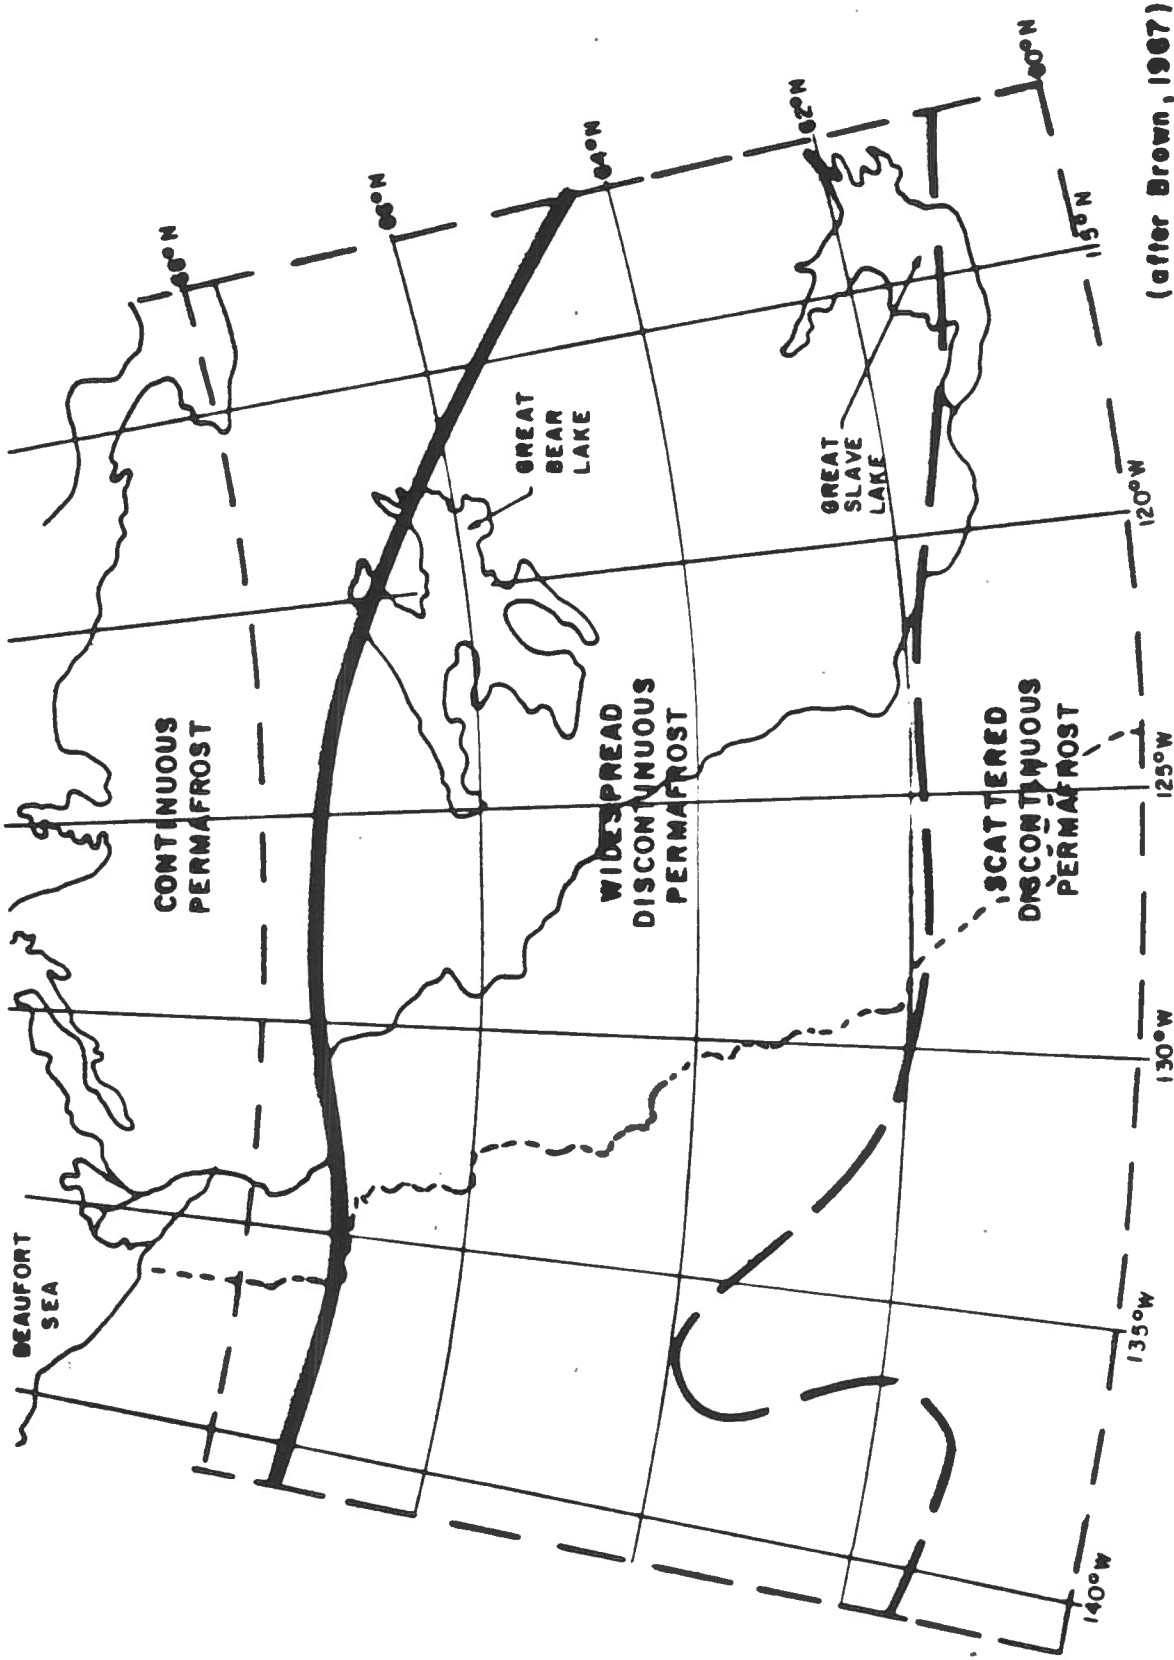 BEAUFORT
SEA
CONTINUOUS
PERMAFROST
68°N
66°N
64°N
62°N
60°N
GREAT
BEAR
LAKE
GREAT
SLAVE
LAKE
WIDESPREAD
DISCONTINUOUS
PERMAFROST
SCATTERED
DISCONTINUOUS
PERMAFROST
140°W
135°W
130°W
125°W
120°W
115°N
(after Brown, 1967)